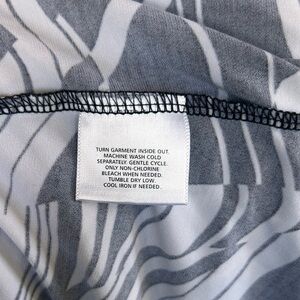 TURN GARMENT INSIDE OUT.
MACHINE WASH COLD
SEPARATELY. GENTLE CYCLE.
ONLY NON-CHLORINE
BLEACH WHEN NEEDED.
TUMBLE DRY LOW.
COOL IRON IF NEEDED.